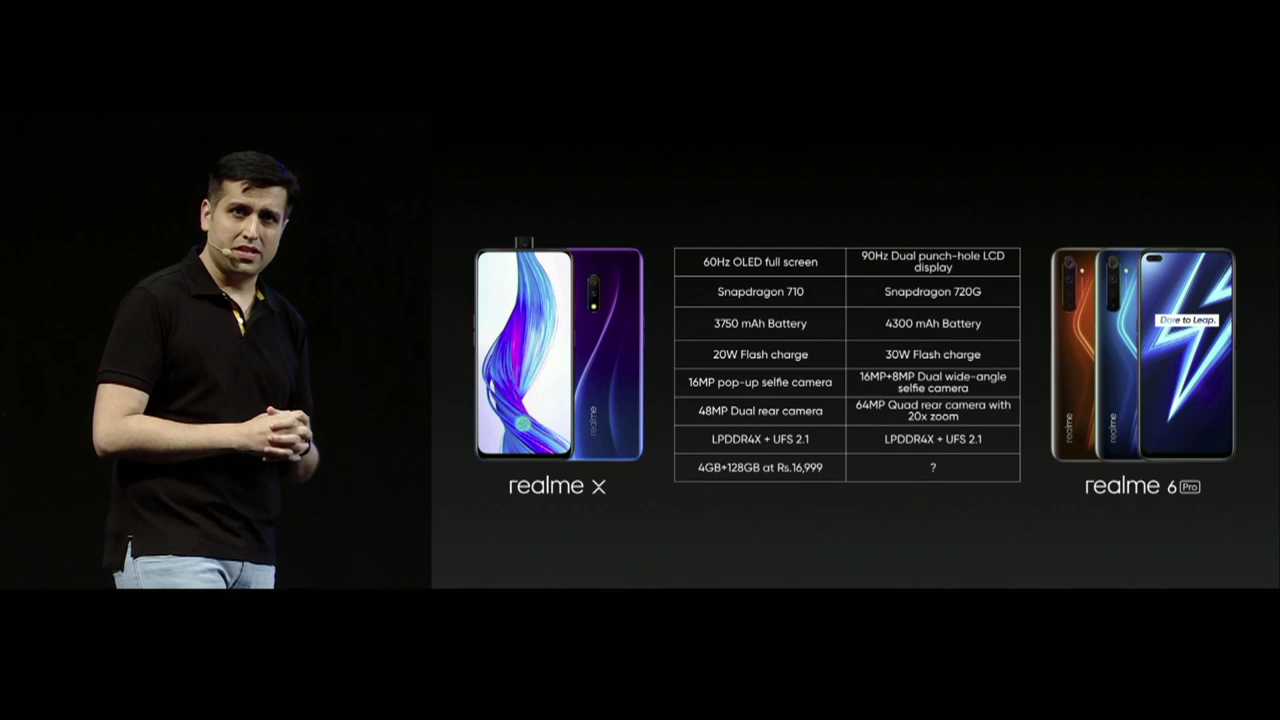 60Hz OLED full screen
90Hz Dual punch-hole LCD
display
Snapdragon 710
Snapdragon 720G
3750 mAh Battery
4300 mAh Battery
20W Flash charge
30W Flash charge
16MP pop-up selfie camera
16MP+8MP Dual wide-angle
selfie camera
48MP Dual rear camera
64MP Quad rear camera with
20x zoom
LPDDR4X + UFS 2.1
LPDDR4X + UFS 2.1
4GB+128GB at Rs.16,999
?
realme
realme X
realme
realme
Dare to Leap.
realme 6 Pro